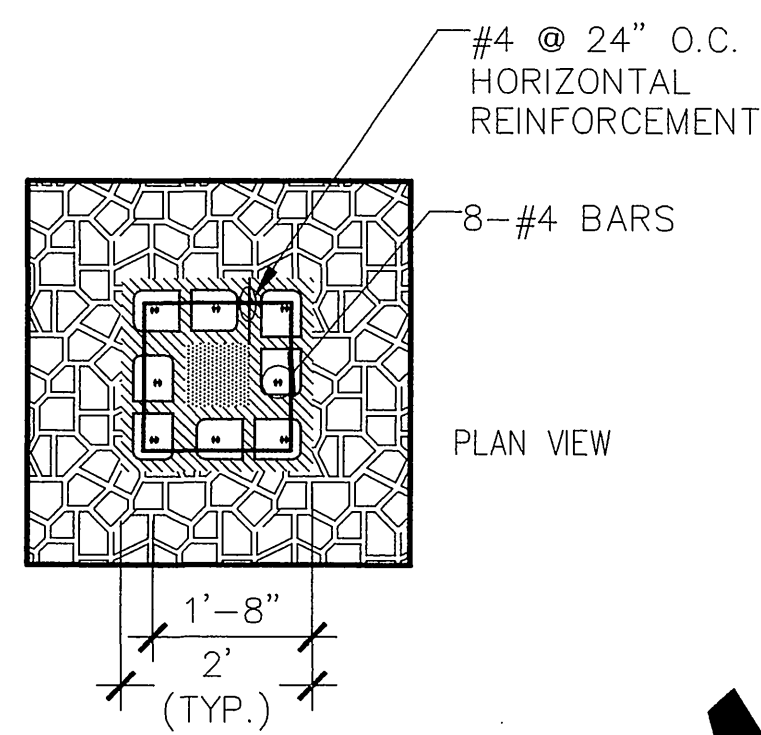 #4 @ 24" O.C.
HORIZONTAL
REINFORCEMENT
8-#4 BARS
PLAN VIEW
1'-8"
2'
(TYP.)